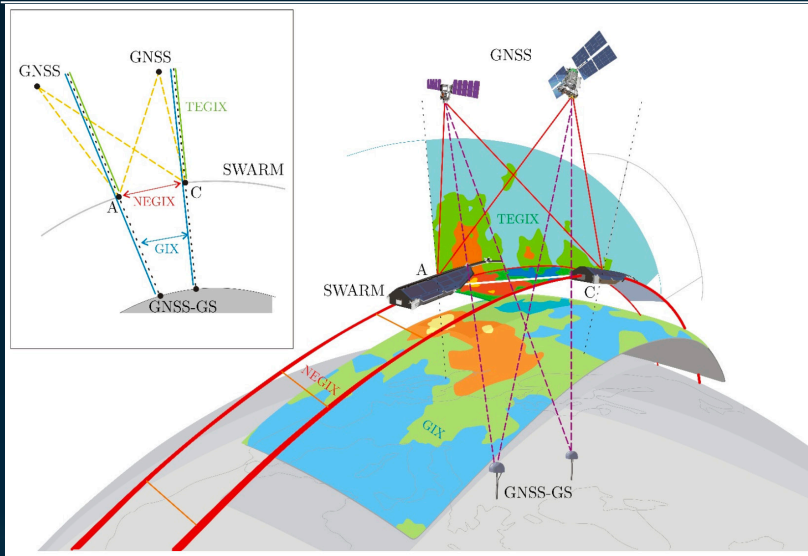 GNSS
GNSS
TEGIX
SWARM
A
C
NEGIX
GIX
GNSS-GS
GNSS
TEGIX
A
SWARM
C
NEGIX
GIX
GNSS-GS